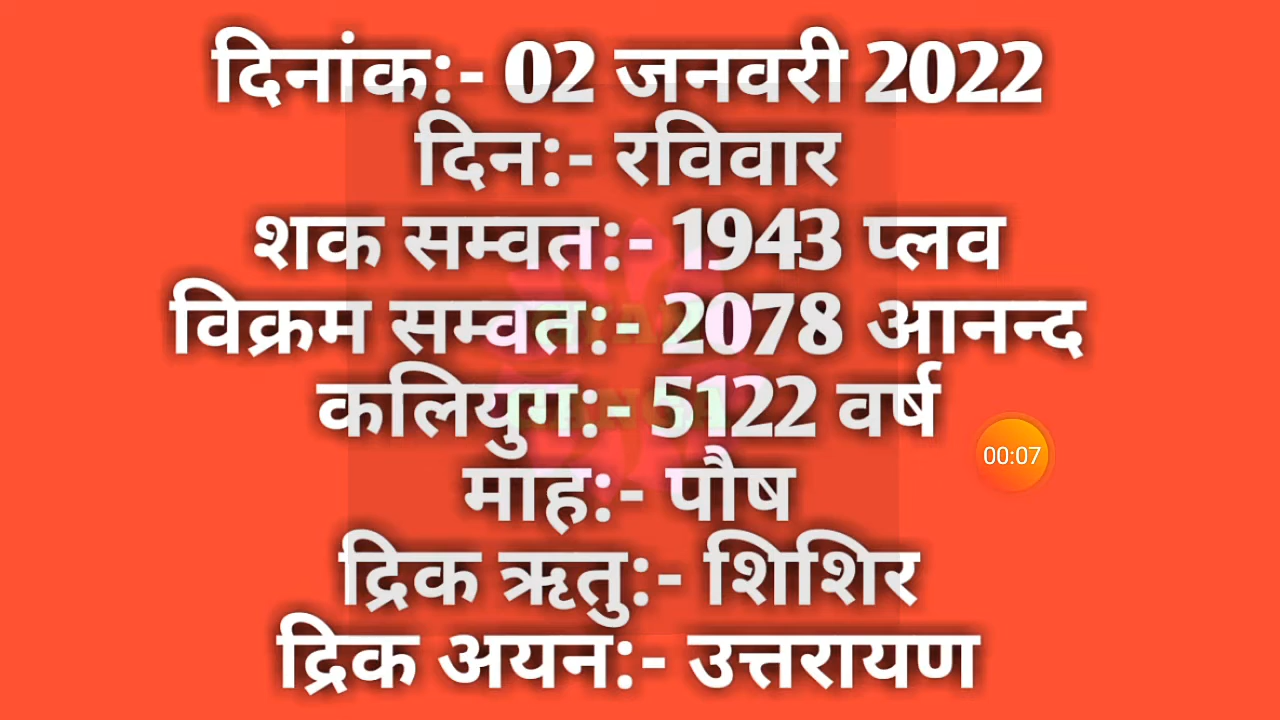 दिनांक:- 02 जनवरी 2022
दिन:- रविवार
शक सम्वत:- 1943 प्लव
विक्रम सम्वत:- 2078 आनन्द
कलियुग:- 5122 वर्ष
00:07
माह:- पौष
द्रिक ऋतु:- शिशिर
द्रिक अयन:- उत्तरायण